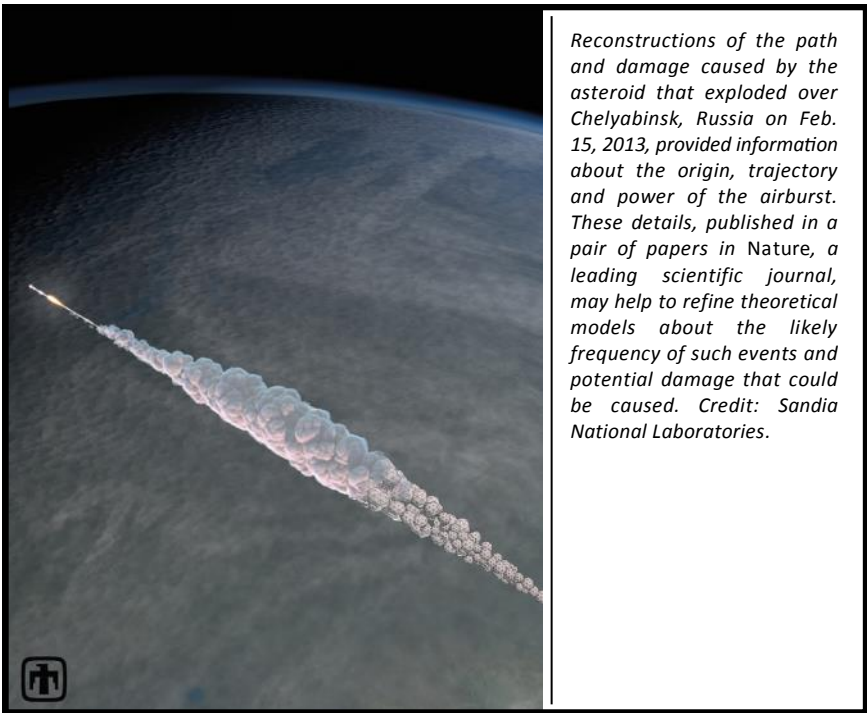 Reconstructions of the path
and damage caused by the
asteroid that exploded over
Chelyabinsk, Russia on Feb.
15, 2013, provided information
about the origin, trajectory
and power of the airburst.
These details, published in a
pair of papers in Nature, a
leading scientific journal,
may help to refine theoretical
models about the likely
frequency of such events and
potential damage that could
be caused. Credit: Sandia
National Laboratories.